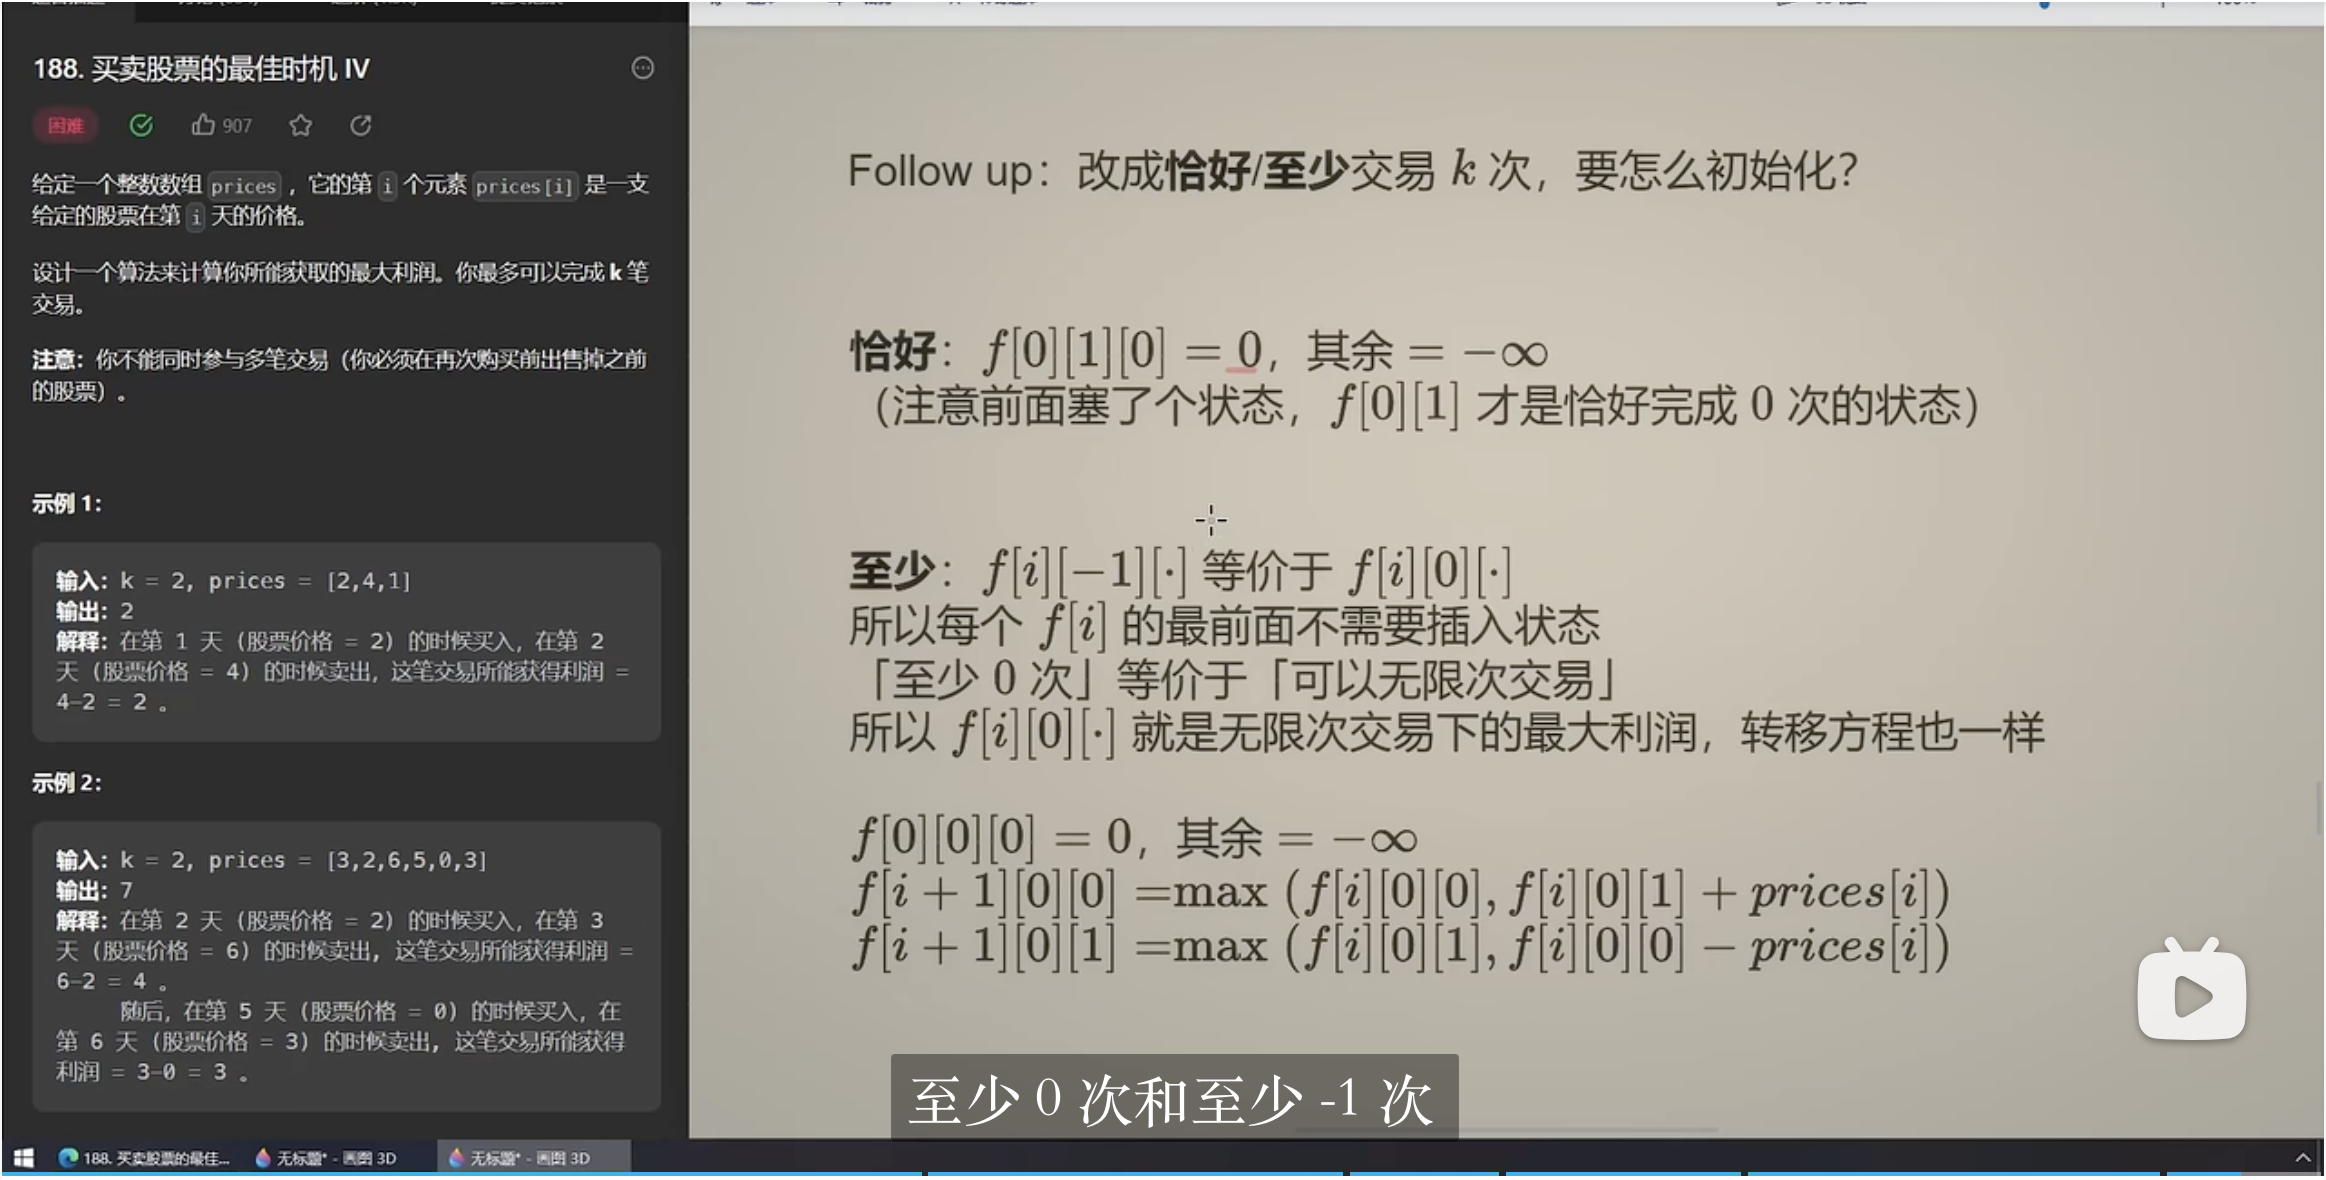 188. 买卖股票的最佳时机 IV
困难
907
给定一个整数数组 prices ，它的第 i 个元素 prices[i] 是一支
给定的股票在第 i 天的价格。
设计一个算法来计算你所能获取的最大利润。你最多可以完成 k 笔
交易。
注意：你不能同时参与多笔交易（你必须在再次购买前出售掉之前
的股票）。
示例 1：
输入：k = 2, prices = [2,4,1]
输出：2
解释：在第 1 天 (股票价格 = 2) 的时候买入，在第 2
天 (股票价格 = 4) 的时候卖出，这笔交易所能获得利润 =
4-2 = 2 。
示例 2：
输入：k = 2, prices = [3,2,6,5,0,3]
输出：7
解释：在第 2 天 (股票价格 = 2) 的时候买入，在第 3
天 (股票价格 = 6) 的时候卖出, 这笔交易所能获得利润 =
6-2 = 4 。
随后，在第 5 天 (股票价格 = 0) 的时候买入，在
第 6 天 (股票价格 = 3) 的时候卖出, 这笔交易所能获得
利润 = 3-0 = 3 。
Follow up：改成恰好/至少交易 k 次，要怎么初始化？
恰好：f[0][1][0] = 0，其余 = −∞
（注意前面塞了个状态，f[0][1] 才是恰好完成 0 次的状态）
至少：f[i][−1][·] 等价于 f[i][0][·]
所以每个 f[i] 的最前面不需要插入状态
「至少 0 次」等价于「可以无限次交易」
所以 f[i][0][·] 就是无限次交易下的最大利润，转移方程也一样
f[0][0][0] = 0，其余 = −∞
f[i + 1][0][0] =max (f[i][0][0], f[i][0][1] + prices[i])
f[i + 1][0][1] =max (f[i][0][1], f[i][0][0] − prices[i])
至少 0 次和至少 -1 次
188. 买卖股票的最佳...
无标题* - 画图 3D
无标题* - 画图 3D